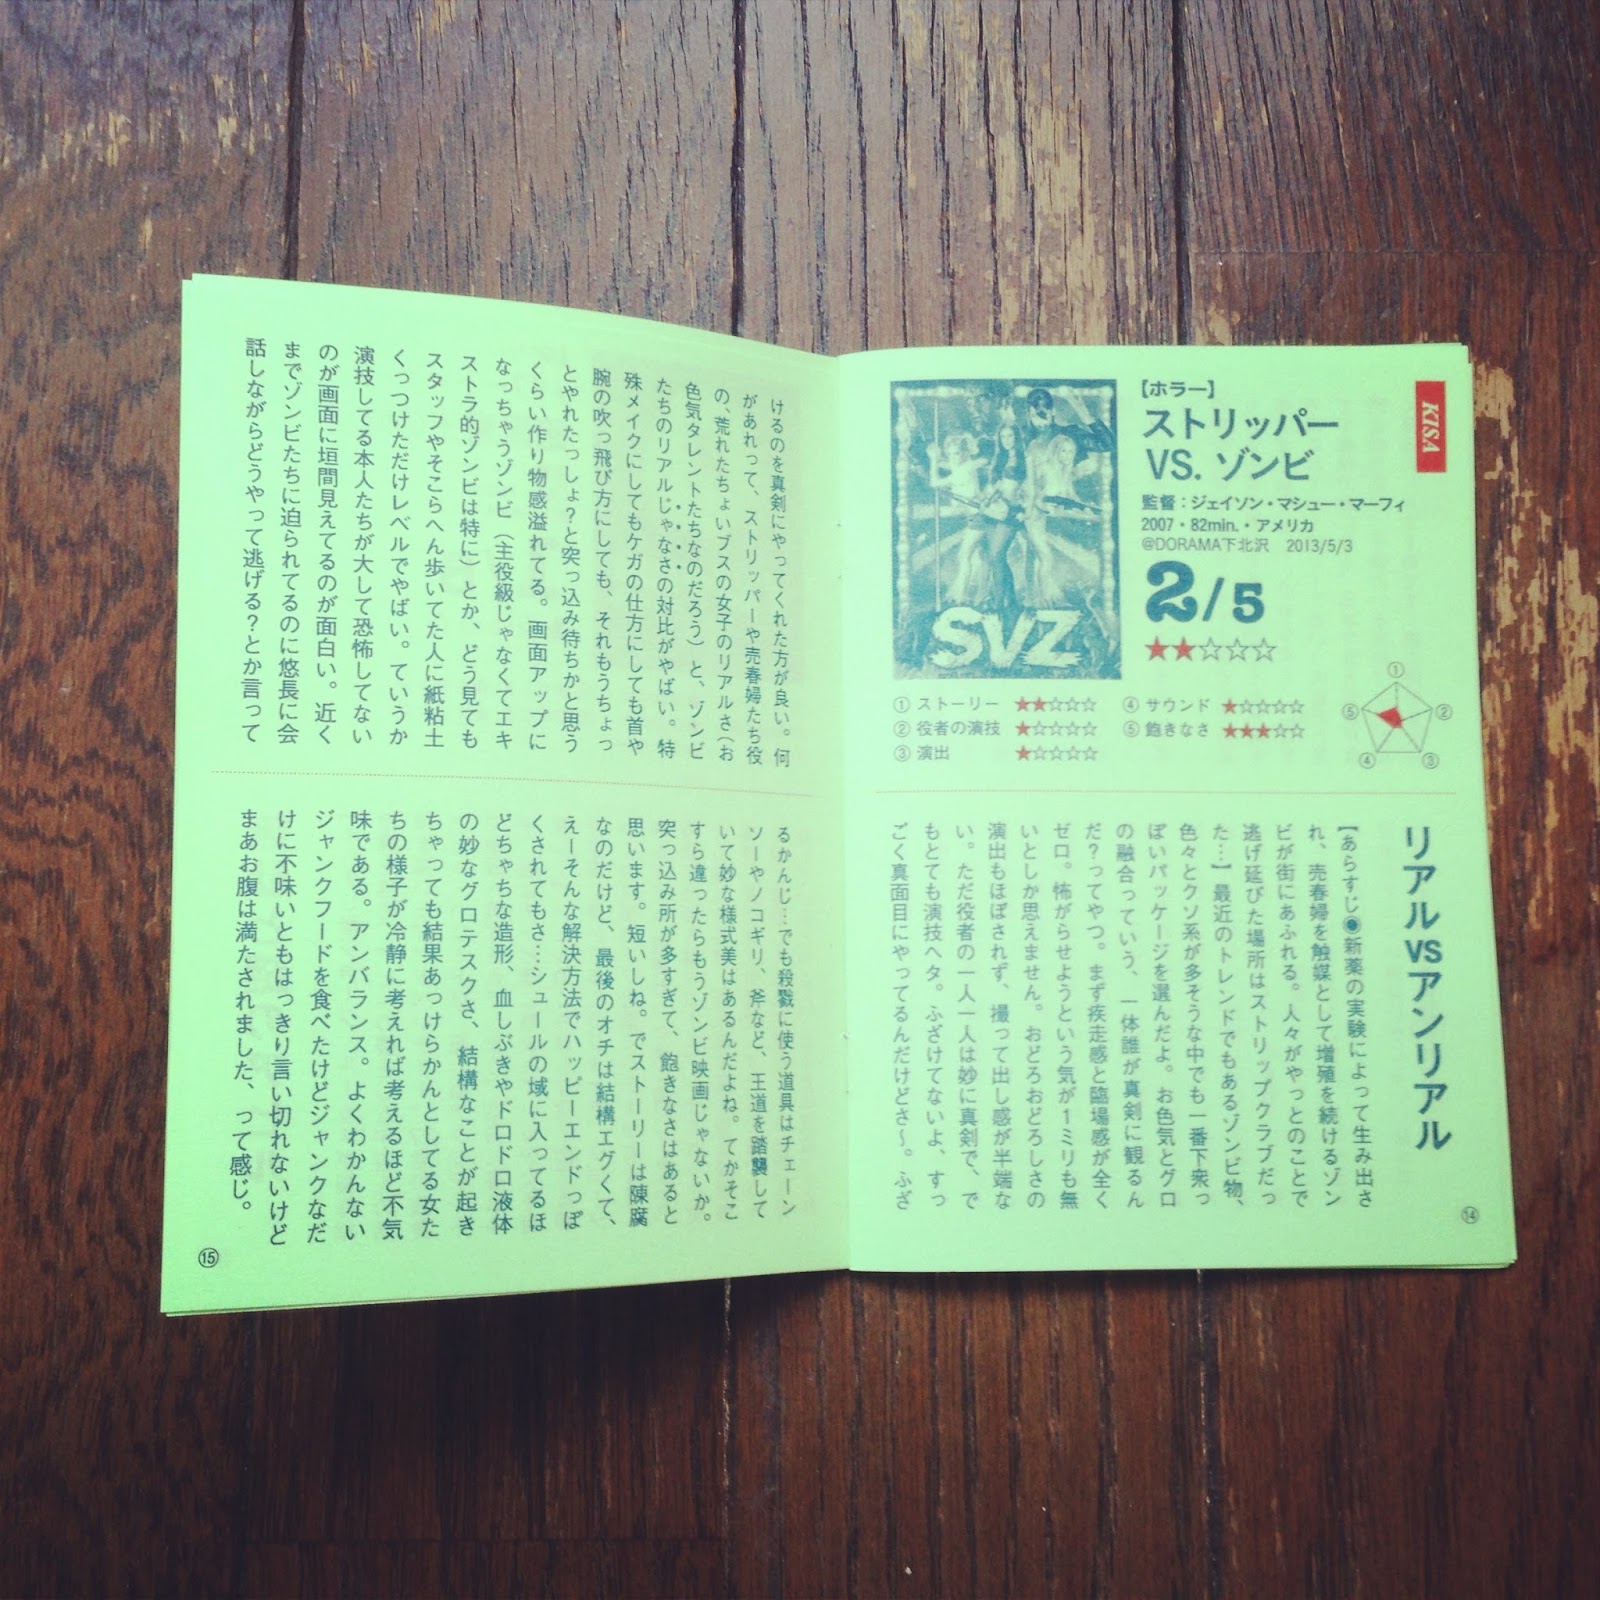 KISA
【ホラー】
ストリッパー
VS. ゾンビ
監督：ジェイソン・マシュー・マーフィ
2007・82min.・アメリカ
@DORAMA下北沢　2013/5/3
2/5
★★☆☆☆
SVZ
① ストーリー ★★☆☆☆
② 役者の演技 ★☆☆☆☆
③ 演出 ★☆☆☆☆
④ サウンド ★☆☆☆☆
⑤ 飽きなさ ★★★☆☆
①
②
③
④
⑤
リアルvsアンリアル
【あらすじ◉新薬の実験によって生み出さ
れ、売春婦を触媒として増殖を続けるゾン
ビが街にあふれる。人々がやっとのことで
逃げ延びた場所はストリップクラブだっ
た…】最近のトレンドでもあるゾンビ物、
色々とクソ系が多そうな中でも一番下衆っ
ぽいパッケージを選んだよ。お色気とグロ
の融合っていう、一体誰が真剣に観るん
だ？ってやつ。まず疾走感と臨場感が全く
ゼロ。怖がらせようという気が1ミリも無
いとしか思えません。おどろおどろしさの
演出もほぼされず、撮って出し感が半端な
い。ただ役者の一人一人は妙に真剣で、で
もとても演技ヘタ。ふざけてないよ、すっ
ごく真面目にやってるんだけどさ〜。ふざ
⑭
けるのを真剣にやってくれた方が良い。何
があれって、ストリッパーや売春婦たち役
の、荒れたちょいブスの女子のリアルさ（お
色気タレントたちなのだろう）と、ゾンビ
たちのリアルじゃなさの対比がやばい。特
殊メイクにしてもケガの仕方にしても首や
腕の吹っ飛び方にしても、それもうちょっ
とやれたっしょ？と突っ込み待ちかと思う
くらい作り物感溢れてる。画面アップに
なっちゃうゾンビ（主役級じゃなくてエキ
ストラ的ゾンビは特に）とか、どう見ても
スタッフやそこらへん歩いてた人に紙粘土
くっつけただけレベルでやばい。ていうか
演技してる本人たちが大して恐怖してない
のが画面に垣間見えてるのが面白い。近く
までゾンビたちに迫られてるのに悠長に会
話しながらどうやって逃げる？とか言って
るかんじ…でも殺戮に使う道具はチェーン
ソーやノコギリ、斧など、王道を踏襲して
いて妙な様式美はあるんだよね。てかそこ
すら違ったらもうゾンビ映画じゃないか。
突っ込み所が多すぎて、飽きなさはあると
思います。短いしね。でストーリーは陳腐
なのだけど、最後のオチは結構エグくて、
えーそんな解決方法でハッピーエンドっぽ
くされてもさ…シュールの域に入ってるほ
どちゃちな造形、血しぶきやドロドロ液体
の妙なグロテスクさ、結構なことが起き
ちゃっても結果あっけらかんとしてる女た
ちの様子が冷静に考えれば考えるほど不気
味である。アンバランス。よくわかんない
ジャンクフードを食べたけどジャンクなだ
けに不味いともはっきり言い切れないけど
まあお腹は満たされました、って感じ。
⑮